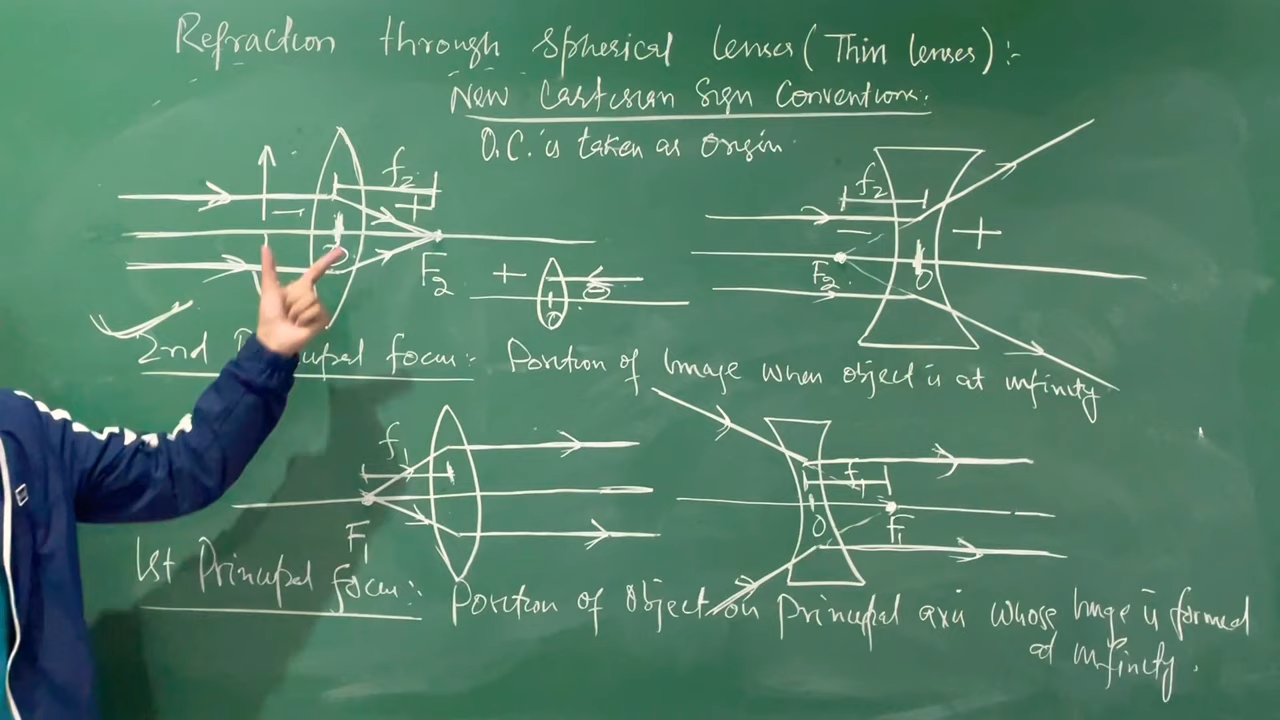 Refraction through Spherical lenses (Thin lenses):-
New Cartesian Sign Convention:
O.C. is taken as Origin
f2
f2
- +
- +
O
F2
F2
O
+
O
2nd Principal focus:- Position of Image when object is at infinity
f1
f1
O
F1
F1
1st Principal focus:- Position of Object on principal axis whose Image is formed
at infinity.